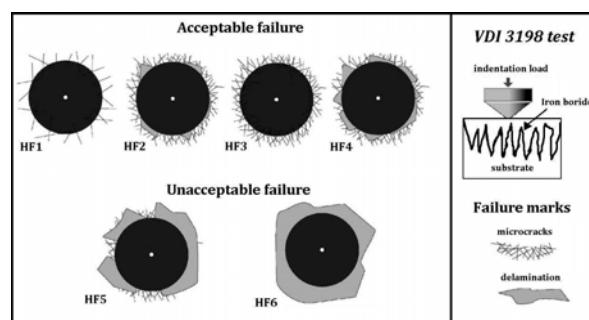 Acceptable failure
HF1
HF2
HF3
HF4
Unacceptable failure
HF5
HF6
VDI 3198 test
indentation load
Iron boride
substrate
Failure marks
microcracks
delamination